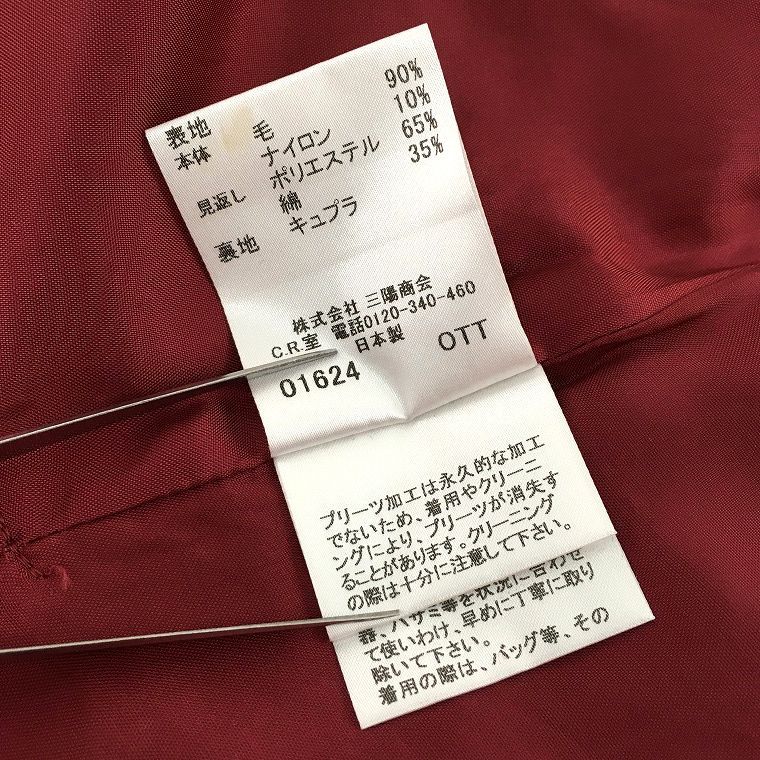 表地 毛 90%
本体 ナイロン 10%
ポリエステル 65%
見返し 綿 35%
裏地 キュプラ
株式会社 三陽商会
C.R.室 電話0120-340-460
日本製
01624 OTT
プリーツ加工は永久的な加工
でないため、着用やクリーニ
ングにより、プリーツが消失す
ることがあります。クリーニング
の際は十分に注意して下さい。
器、ハサミ等を状況に合わせ
て使いわけ、早めに丁寧に取り
除いて下さい。
着用の際は、バッグ等、その